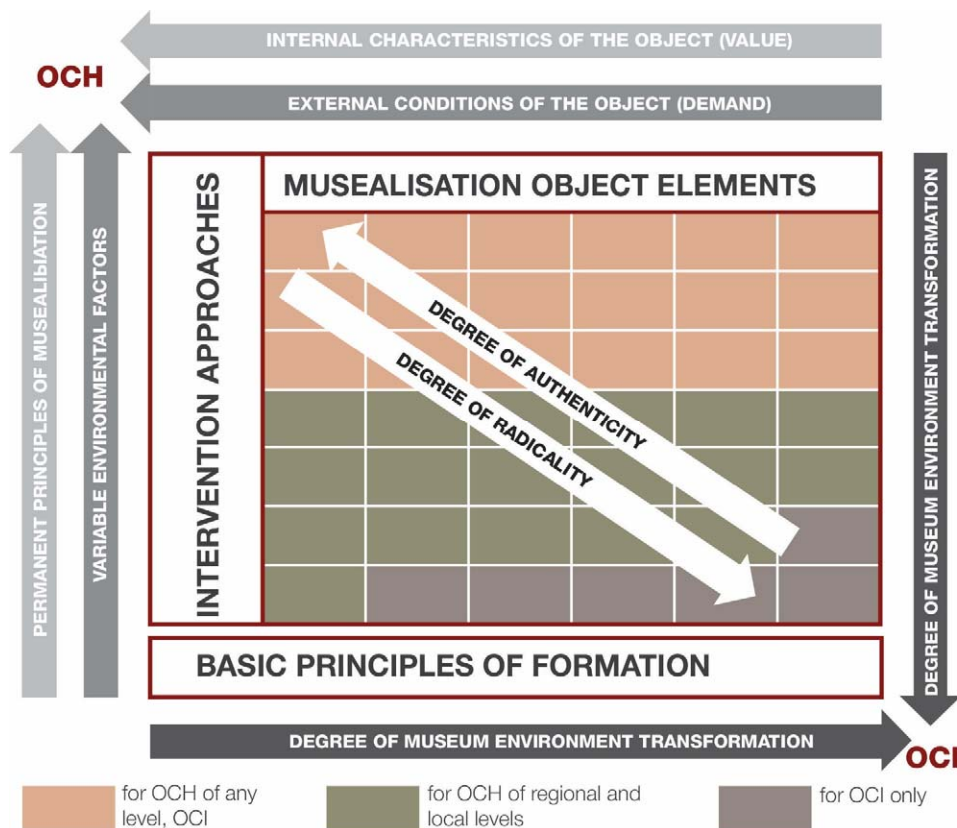 INTERNAL CHARACTERISTICS OF THE OBJECT (VALUE)
OCH
EXTERNAL CONDITIONS OF THE OBJECT (DEMAND)
PERMANENT PRINCIPLES OF MUSEALIЫATION
VARIABLE ENVIRONMENTAL FACTORS
INTERVENTION APPROACHES
MUSEALISATION OBJECT ELEMENTS
DEGREE OF AUTHENTICITY
DEGREE OF RADICALITY
DEGREE OF MUSEUM ENVIRONMENT TRANSFORMATION
BASIC PRINCIPLES OF FORMATION
DEGREE OF MUSEUM ENVIRONMENT TRANSFORMATION
OCI
for OCH of any
level, OCI
for OCH of regional and
local levels
for OCI only